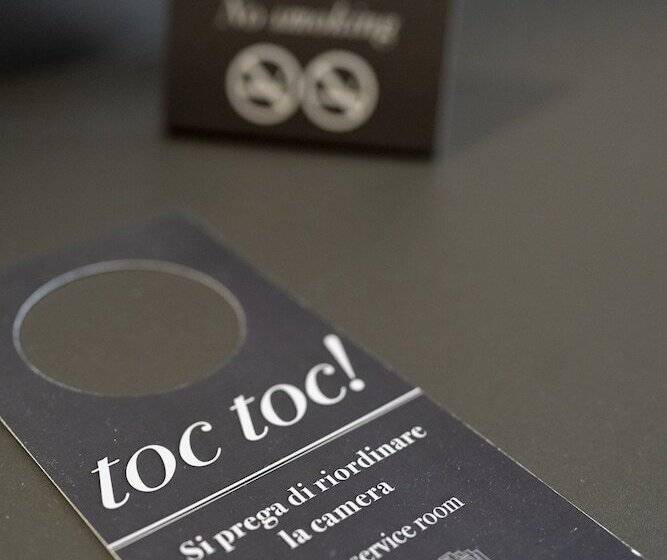 No smoking
toc toc!
Si prega di riordinare
la camera
service room